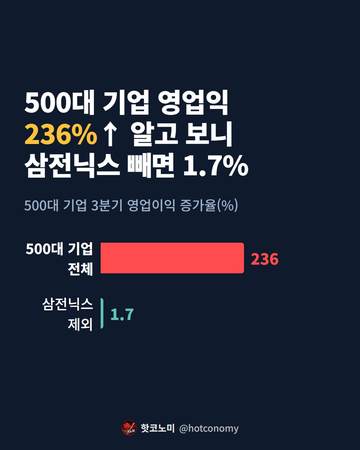 500대 기업 영업익
236%↑ 알고 보니
삼전닉스 빼면 1.7%
500대 기업 3분기 영업이익 증가율(%)
500대 기업
전체
236
삼전닉스
제외
1.7
핫코노미 @hotconomy